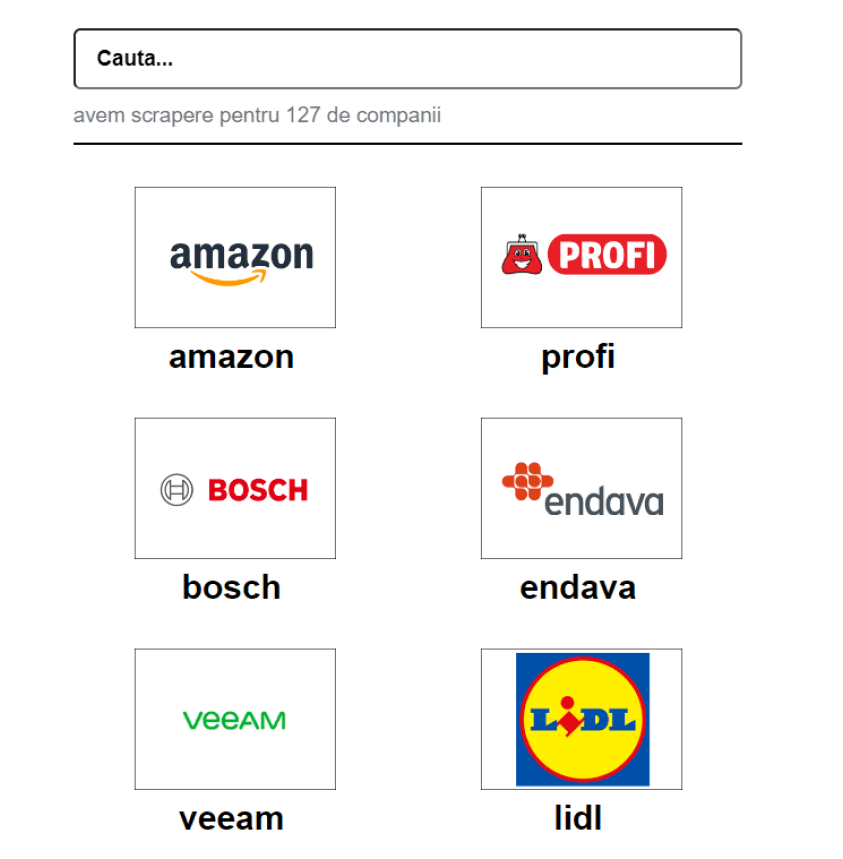 Cauta...
avem scrapere pentru 127 de companii
amazon
PROFI
amazon
profi
BOSCH
endava
bosch
endava
veeAM
LiDL
veeam
lidl